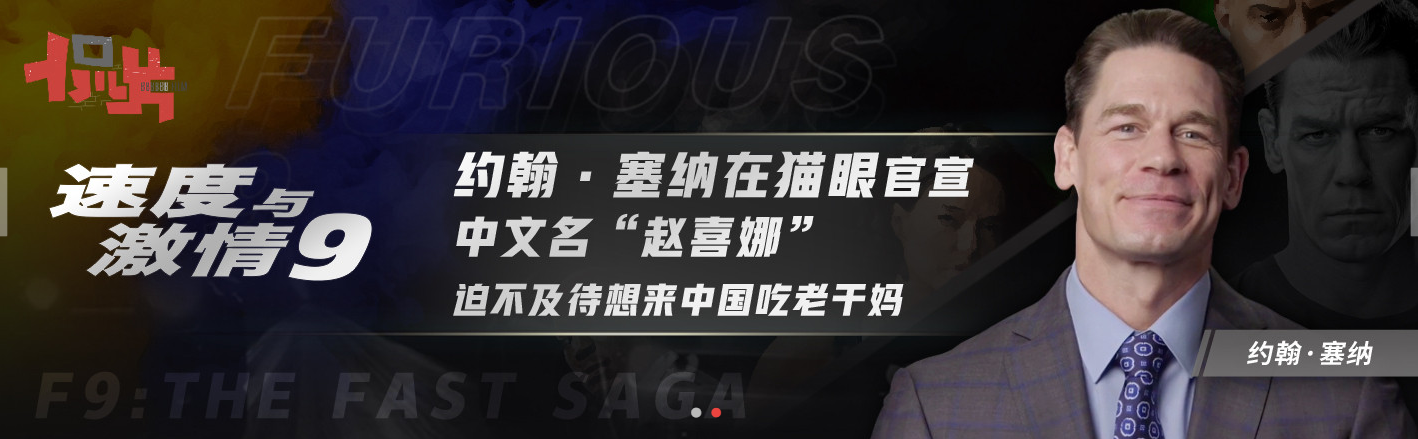 FURIOUS
侃片
速度与
激情9
约翰·塞纳在猫眼官宣
中文名“赵喜娜”
迫不及待想来中国吃老干妈
约翰·塞纳
F9:THE FAST SAGA